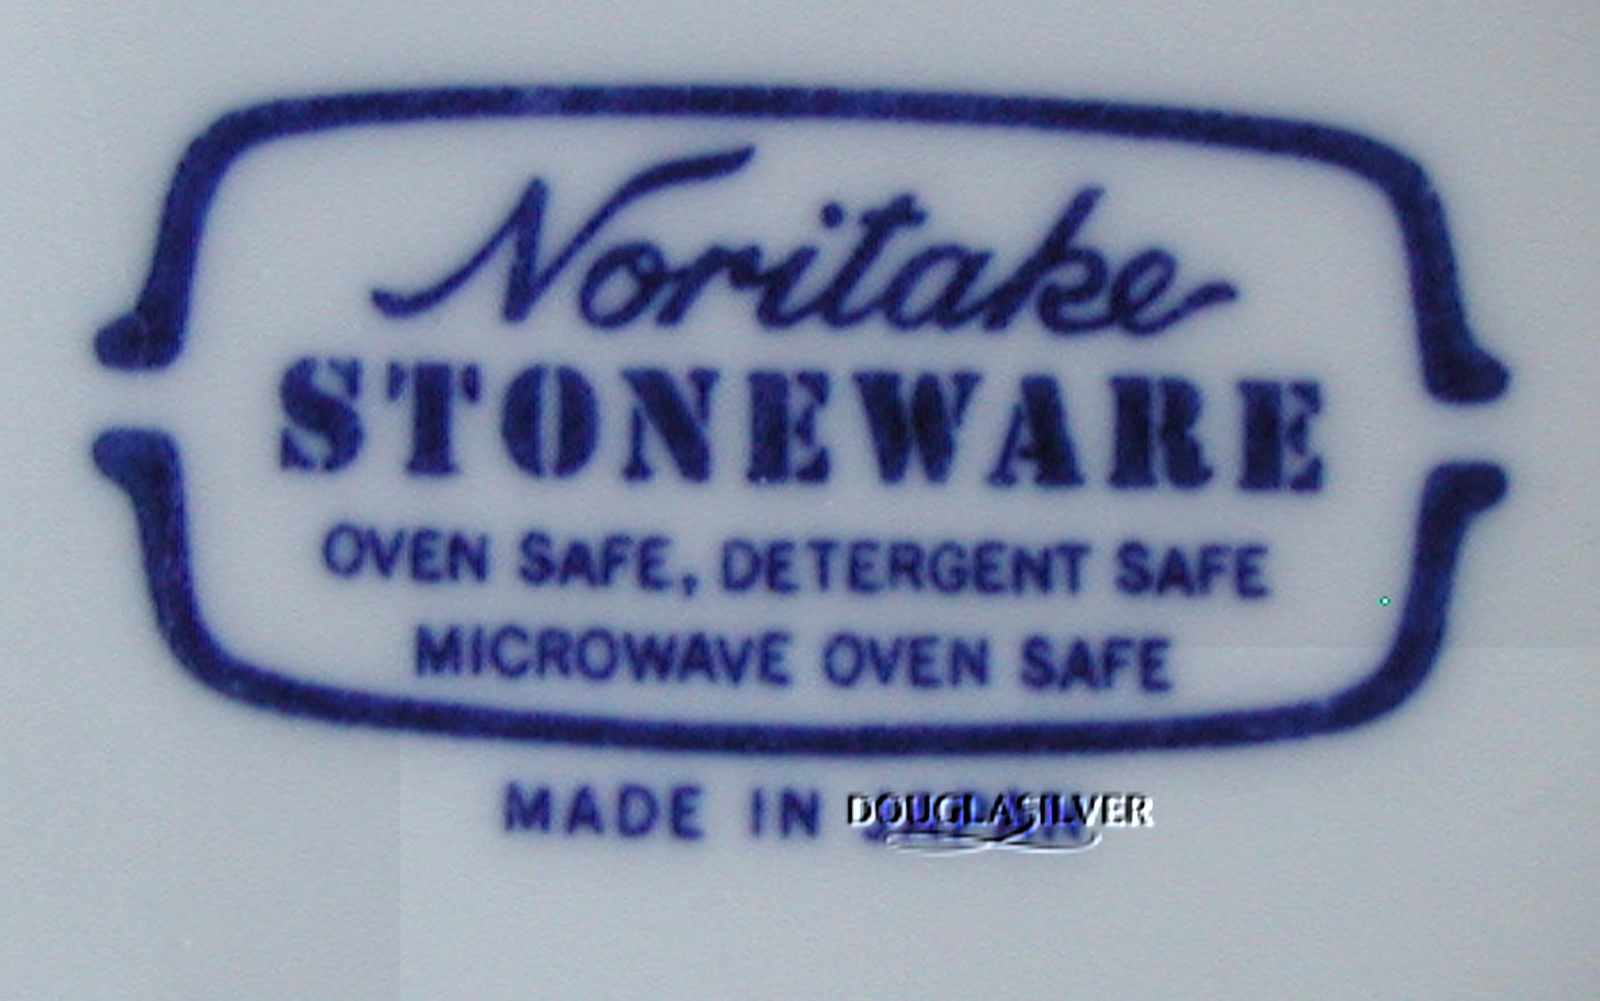 Noritake
STONEWARE
OVEN SAFE, DETERGENT SAFE
MICROWAVE OVEN SAFE
MADE IN
DOUGLASILVER